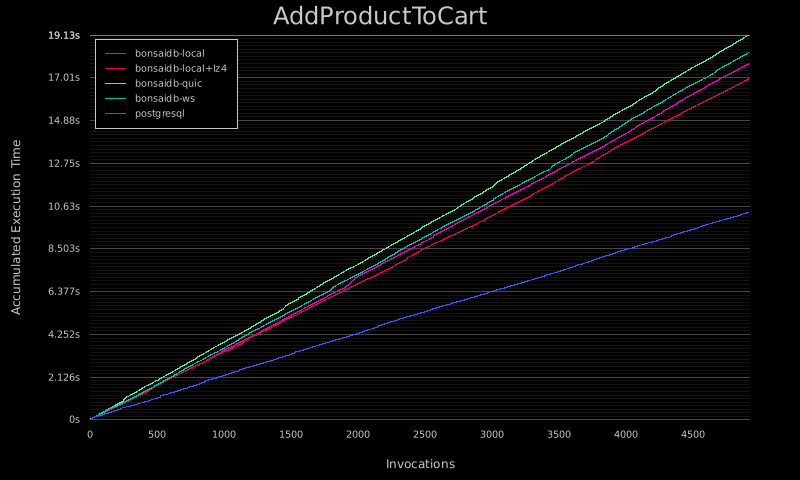 AddProductToCart
19.13s
17.01s
14.88s
12.75s
10.63s
8.503s
6.377s
4.252s
2.126s
0s
bonsaidb-local
bonsaidb-local+lz4
bonsaidb-quic
bonsaidb-ws
postgresql
Accumulated Execution Time
0 500 1000 1500 2000 2500 3000 3500 4000 4500
Invocations